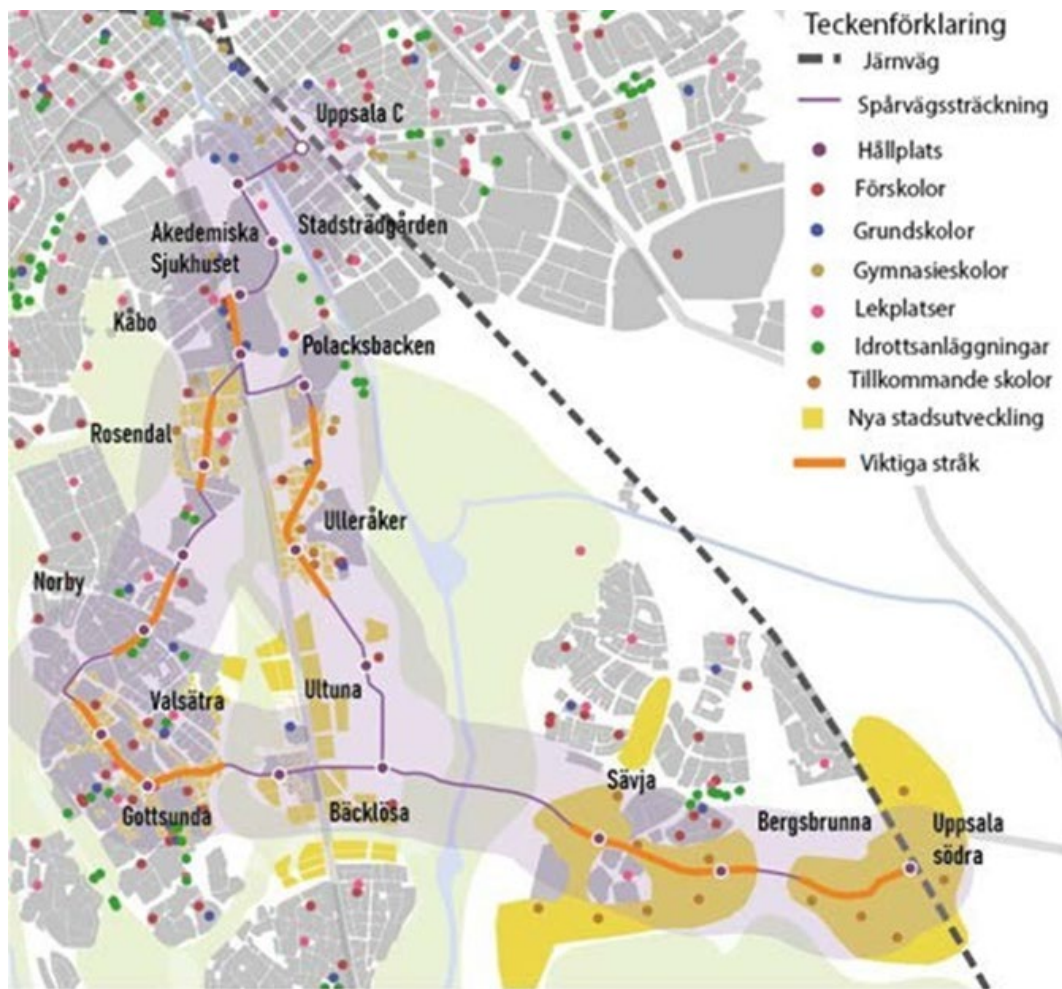 Teckenförklaring
Järnväg
Spårvägssträckning
Hållplats
Förskolor
Grundskolor
Gymnasieskolor
Lekplatser
Idrottsanläggningar
Tillkommande skolor
Nya stadsutveckling
Viktiga stråk
Uppsala C
Stadsträdgården
Akedemiska
Sjukhuset
Kåbo
Polacksbacken
Rosendal
Ulleråker
Norby
Valsätra
Ultuna
Gottsunda
Bäcklösa
Sävja
Bergsbrunna
Uppsala
södra